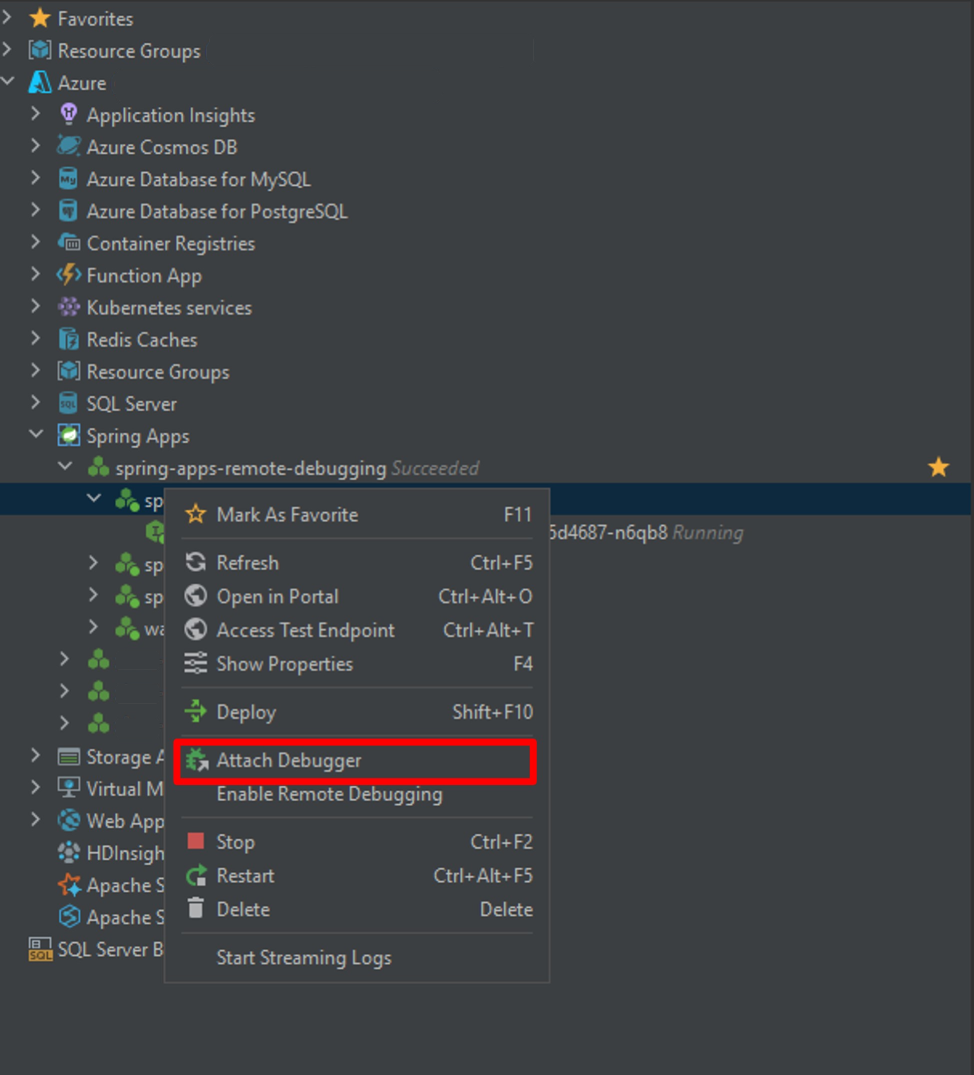 Favorites
Resource Groups
Azure
Application Insights
Azure Cosmos DB
Azure Database for MySQL
Azure Database for PostgreSQL
Container Registries
Function App
Kubernetes services
Redis Caches
Resource Groups
SQL Server
Spring Apps
spring-apps-remote-debugging Succeeded
sp
Mark As Favorite F11
5d4687-n6qb8 Running
Refresh Ctrl+F5
sp
Open in Portal Ctrl+Alt+O
sp
Access Test Endpoint Ctrl+Alt+T
wa
Show Properties F4
Deploy Shift+F10
Storage A
Attach Debugger
Virtual M
Enable Remote Debugging
Web App
Stop Ctrl+F2
HDInsigh
Restart Ctrl+Alt+F5
Apache S
Delete Delete
Apache S
SQL Server B
Start Streaming Logs